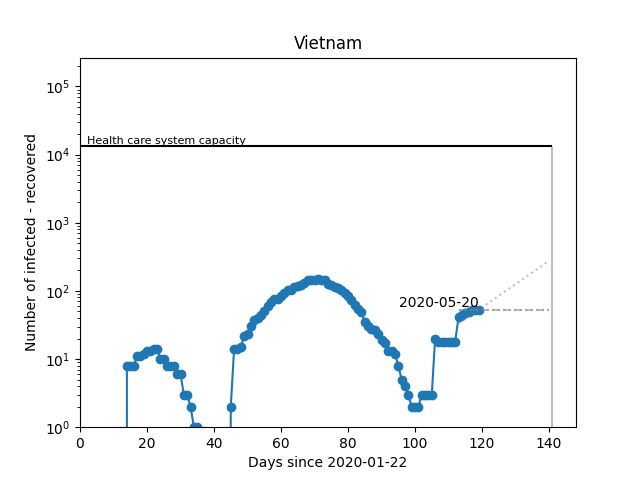 Vietnam
10^5
Health care system capacity
10^4
10^3
10^2
2020-05-20
10^1
10^0
0 20 40 60 80 100 120 140
Days since 2020-01-22
Number of infected - recovered